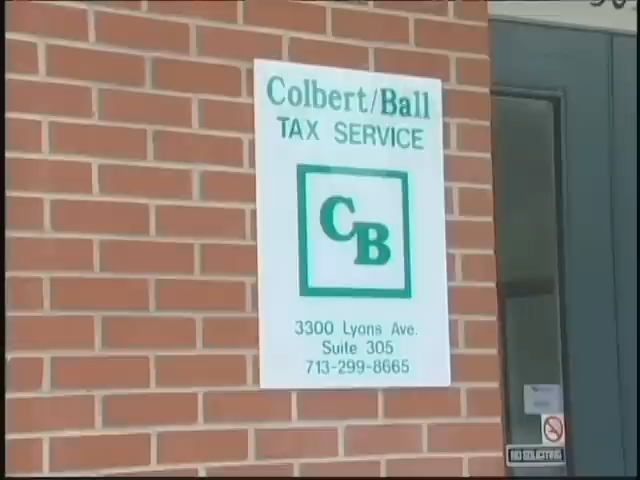 Colbert/Ball
TAX SERVICE
CB
3300 Lyons Ave.
Suite 305
713-299-8665
NO SOLICITING